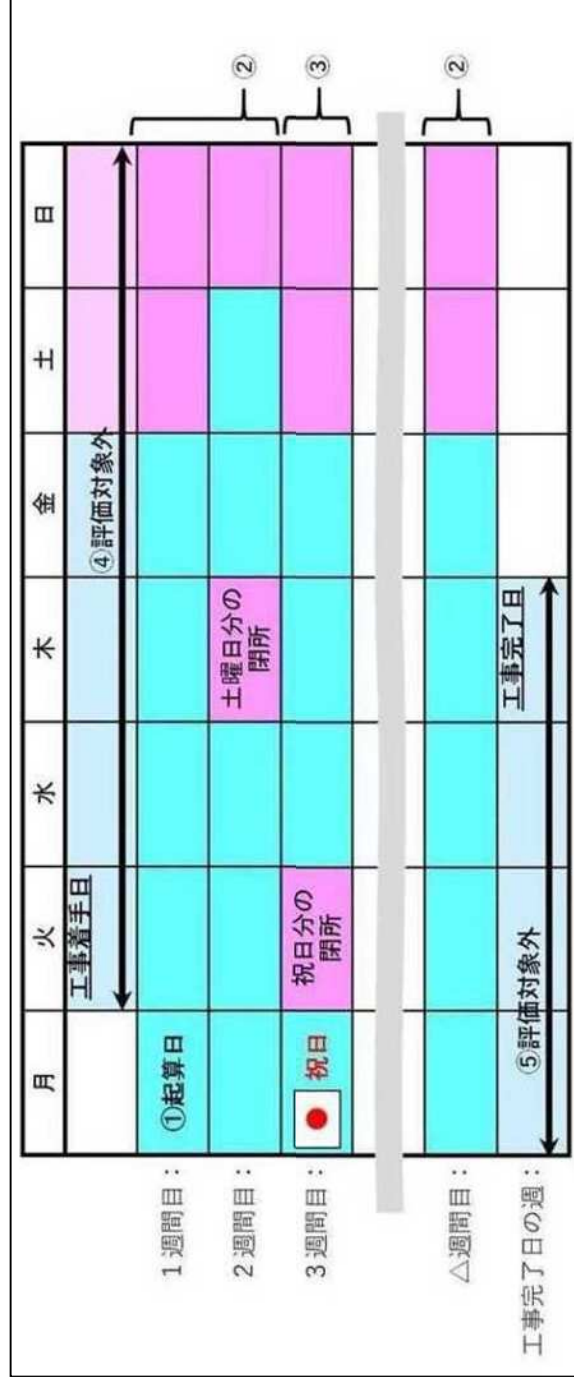 月 火 水 木 金 土 日
工事着手日
④評価対象外
1週間目：
①起算日
②
2週間目：
土曜日分の
閉所
3週間目：
祝日
祝日分の
閉所
③
△週間目：
②
工事完了日の週：
⑤評価対象外
工事完了日